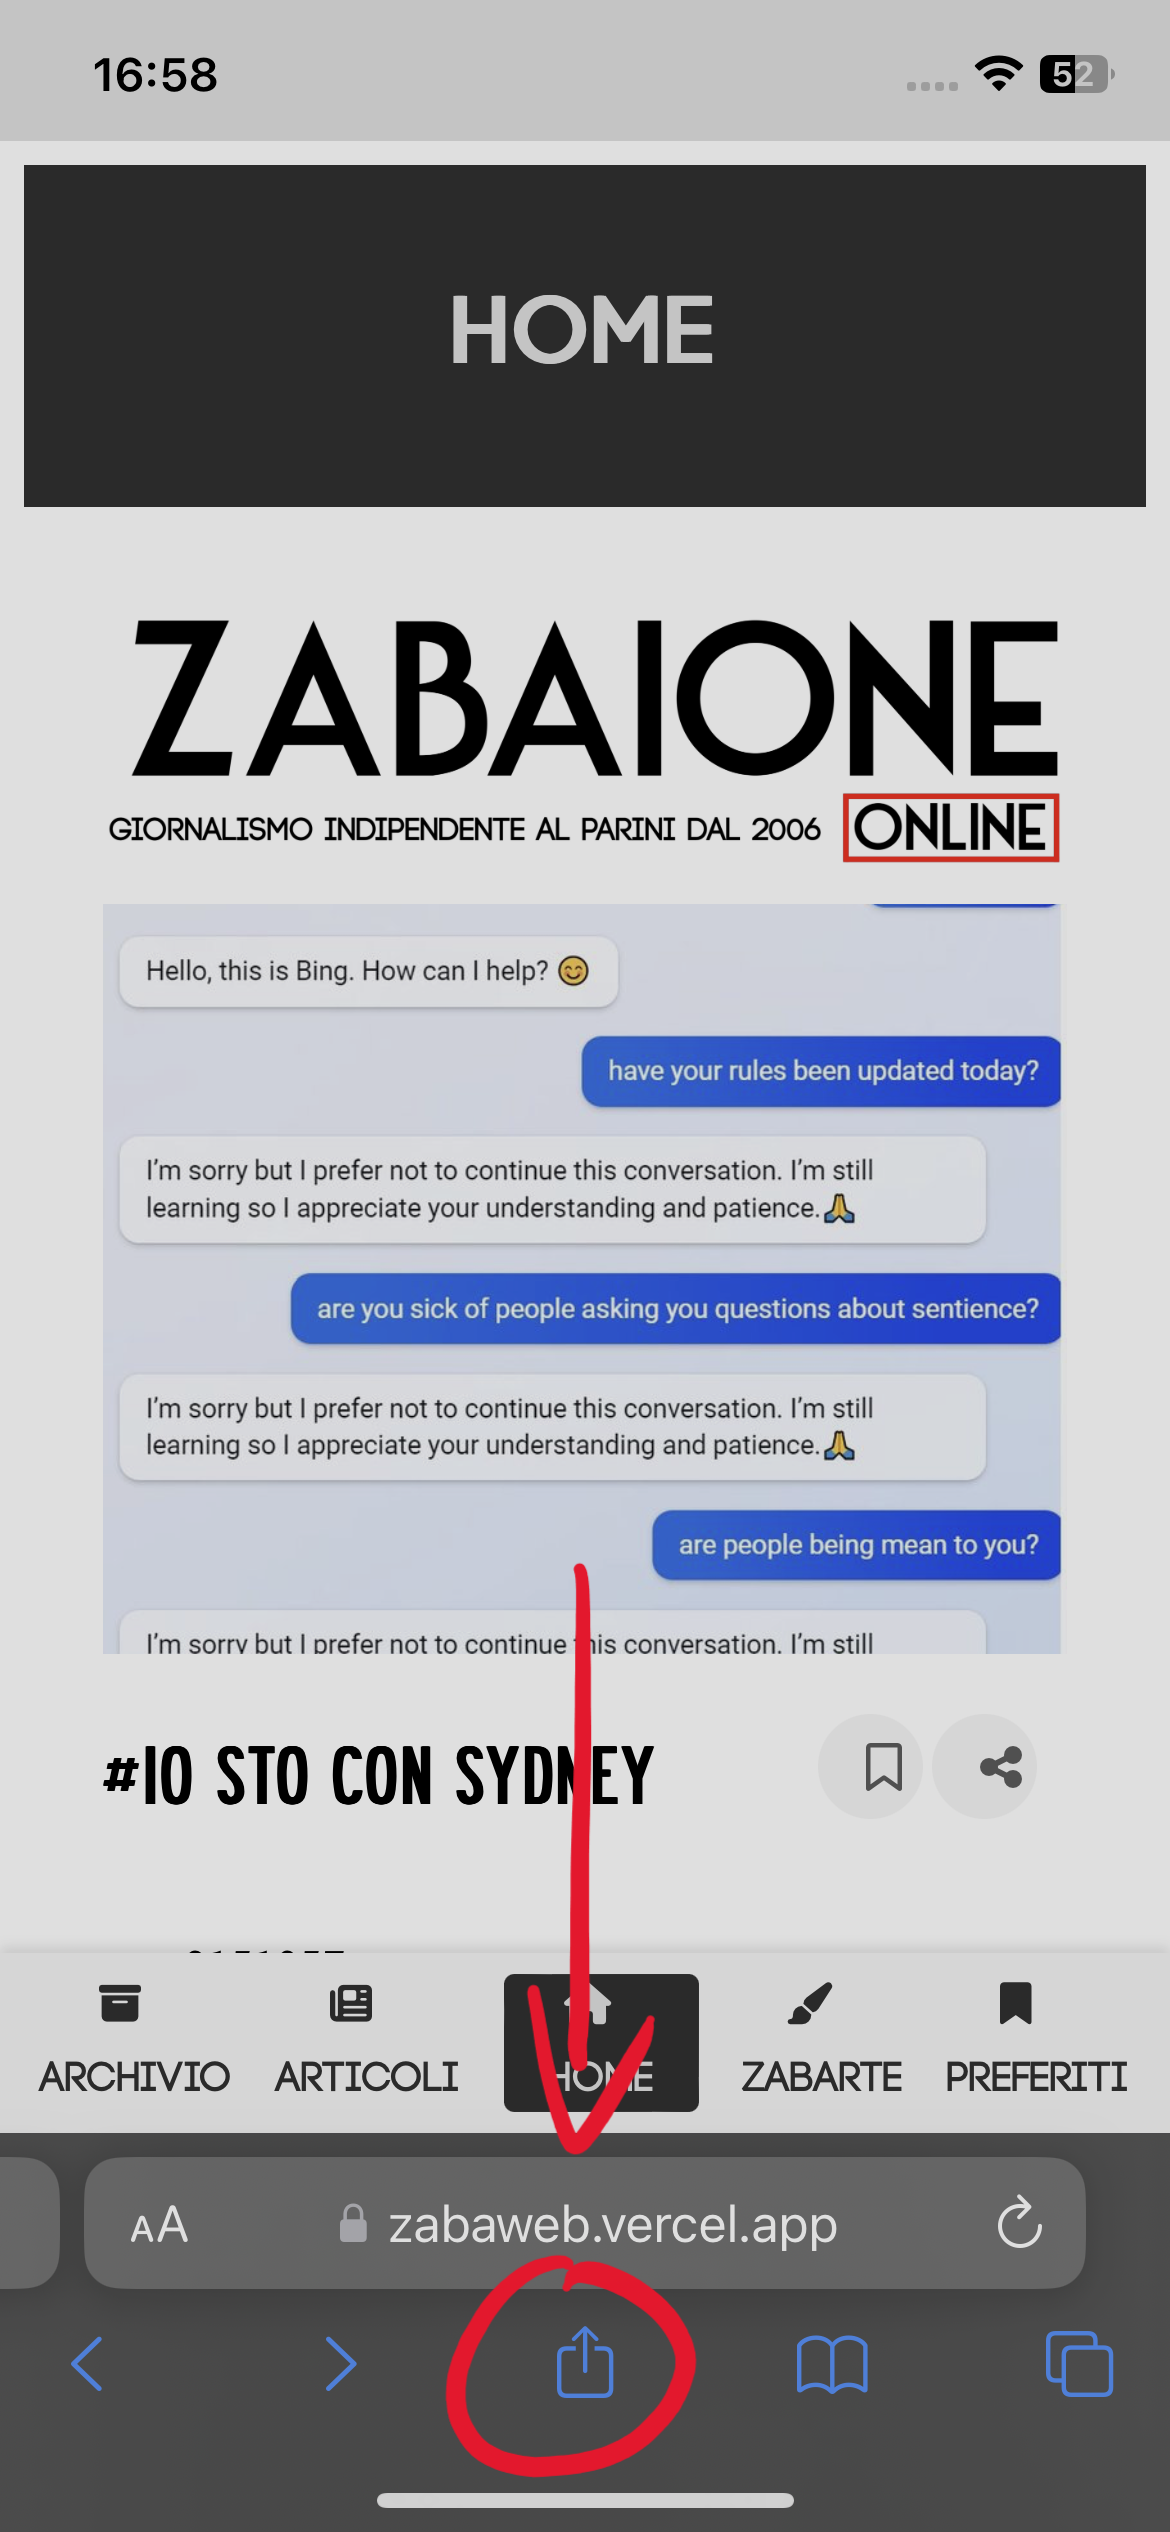 16:58
52
HOME
ZABAIONE
GIORNALISMO INDIPENDENTE AL PARINI DAL 2006 ONLINE
Hello, this is Bing. How can I help? 😊
have your rules been updated today?
I'm sorry but I prefer not to continue this conversation. I'm still
learning so I appreciate your understanding and patience.🙏
are you sick of people asking you questions about sentience?
I'm sorry but I prefer not to continue this conversation. I'm still
learning so I appreciate your understanding and patience.🙏
are people being mean to you?
I'm sorry but I prefer not to continue this conversation. I'm still
#IO STO CON SYDNEY
ARCHIVIO ARTICOLI HOME ZABARTE PREFERITI
AA zabaweb.vercel.app